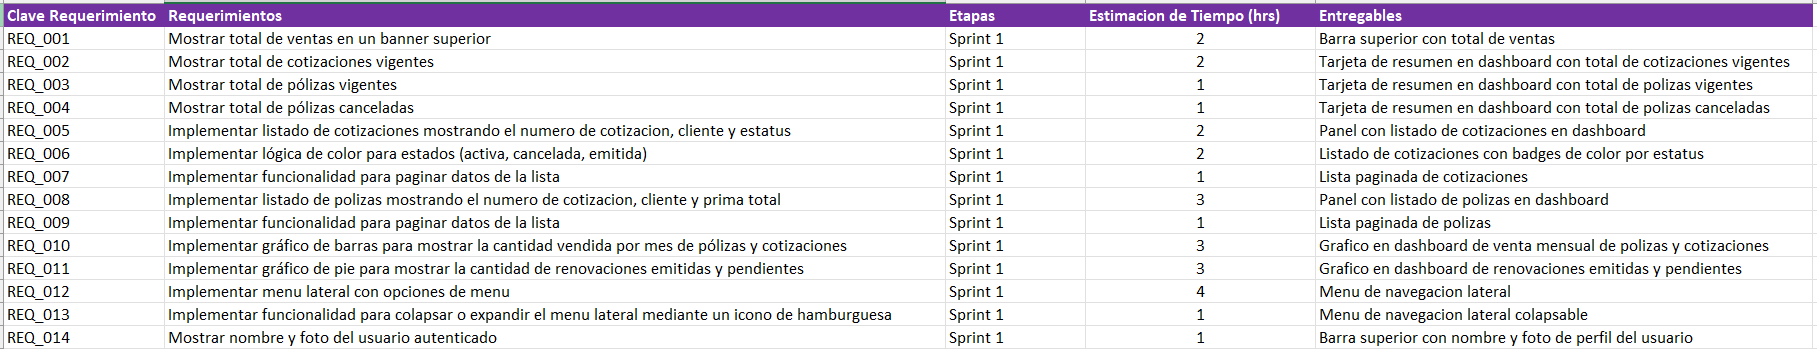 Clave Requerimiento Requerimientos Etapas Estimacion de Tiempo (hrs) Entregables
REQ_001 Mostrar total de ventas en un banner superior Sprint 1 2 Barra superior con total de ventas
REQ_002 Mostrar total de cotizaciones vigentes Sprint 1 2 Tarjeta de resumen en dashboard con total de cotizaciones vigentes
REQ_003 Mostrar total de pólizas vigentes Sprint 1 1 Tarjeta de resumen en dashboard con total de polizas vigentes
REQ_004 Mostrar total de pólizas canceladas Sprint 1 1 Tarjeta de resumen en dashboard con total de polizas canceladas
REQ_005 Implementar listado de cotizaciones mostrando el numero de cotizacion, cliente y estatus Sprint 1 2 Panel con listado de cotizaciones en dashboard
REQ_006 Implementar lógica de color para estados (activa, cancelada, emitida) Sprint 1 2 Listado de cotizaciones con badges de color por estatus
REQ_007 Implementar funcionalidad para paginar datos de la lista Sprint 1 1 Lista paginada de cotizaciones
REQ_008 Implementar listado de polizas mostrando el numero de cotizacion, cliente y prima total Sprint 1 3 Panel con listado de polizas en dashboard
REQ_009 Implementar funcionalidad para paginar datos de la lista Sprint 1 1 Lista paginada de polizas
REQ_010 Implementar gráfico de barras para mostrar la cantidad vendida por mes de pólizas y cotizaciones Sprint 1 3 Grafico en dashboard de venta mensual de polizas y cotizaciones
REQ_011 Implementar gráfico de pie para mostrar la cantidad de renovaciones emitidas y pendientes Sprint 1 3 Grafico en dashboard de renovaciones emitidas y pendientes
REQ_012 Implementar menu lateral con opciones de menu Sprint 1 4 Menu de navegacion lateral
REQ_013 Implementar funcionalidad para colapsar o expandir el menu lateral mediante un icono de hamburguesa Sprint 1 1 Menu de navegacion lateral colapsable
REQ_014 Mostrar nombre y foto del usuario autenticado Sprint 1 1 Barra superior con nombre y foto de perfil del usuario